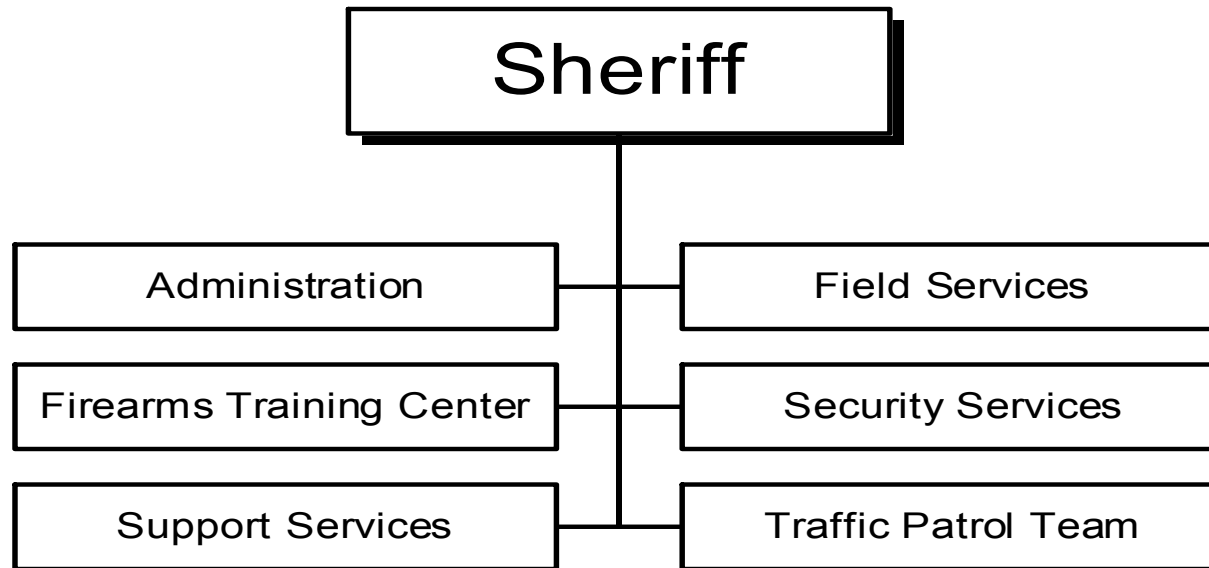 Sheriff
Administration
Field Services
Firearms Training Center
Security Services
Support Services
Traffic Patrol Team